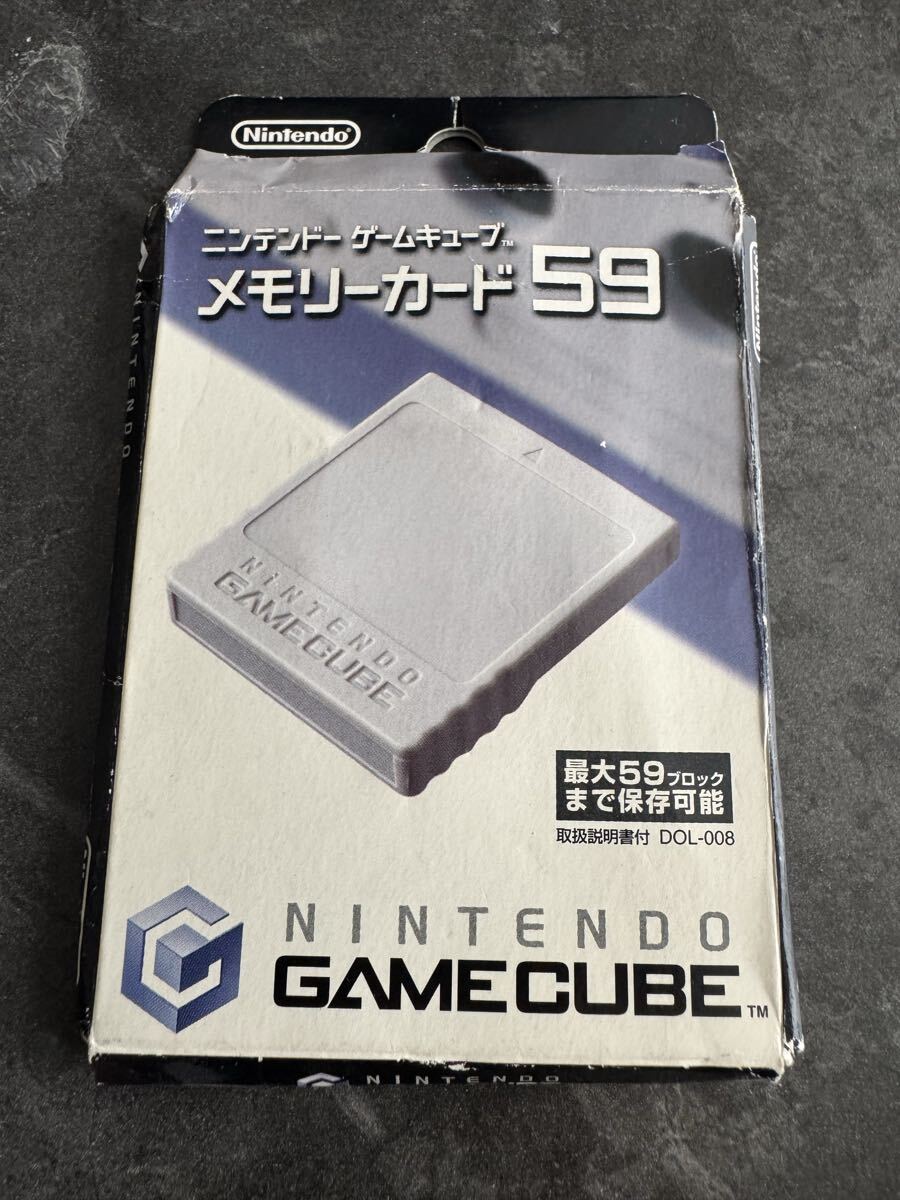 Nintendo
ニンテンドー ゲームキューブ™
メモリーカード 59
NINTENDO
NINTENDO
GAMECUBE
最大59ブロック
まで保存可能
取扱説明書付 DOL-008
NINTENDO
GAMECUBE™
NINTENDO